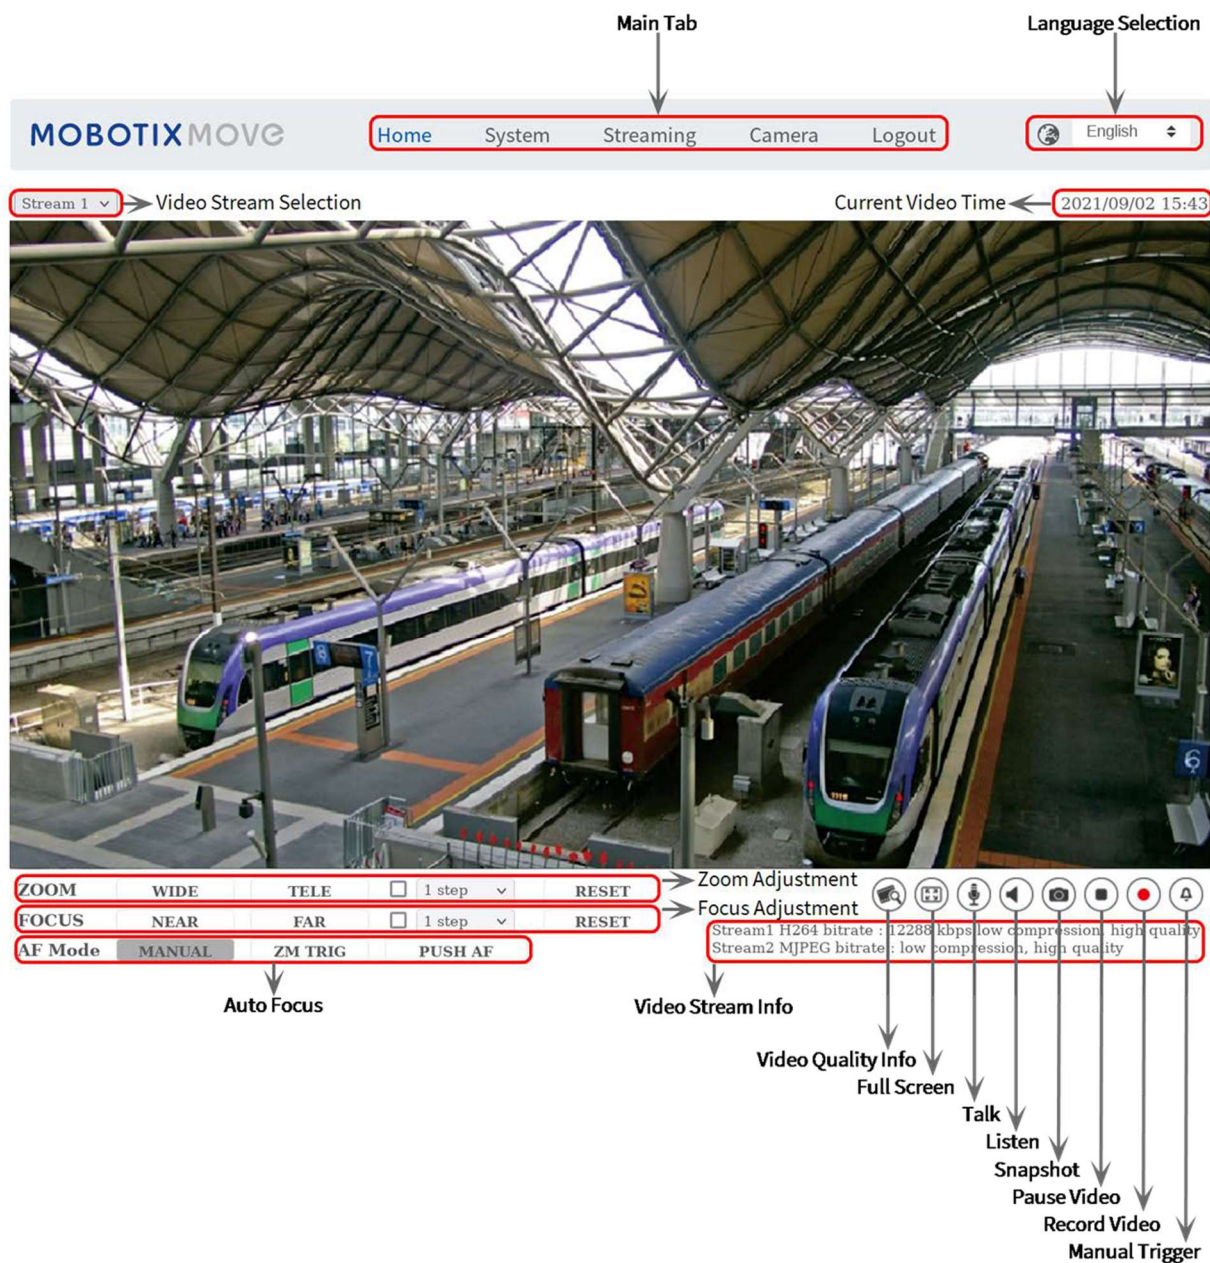 Main Tab
Language Selection
MOBOTIX MOVE
Home System Streaming Camera Logout
English
Stream 1
Video Stream Selection
Current Video Time
2021/09/02 15:43
8 7
6
ZOOM WIDE TELE 1 step RESET
Zoom Adjustment
FOCUS NEAR FAR 1 step RESET
Focus Adjustment
Stream1 H264 bitrate : 12288 kbps low compression, high quality
Stream2 MJPEG bitrate : low compression, high quality
AF Mode MANUAL ZM TRIG PUSH AF
Auto Focus
Video Stream Info
Video Quality Info
Full Screen
Talk
Listen
Snapshot
Pause Video
Record Video
Manual Trigger